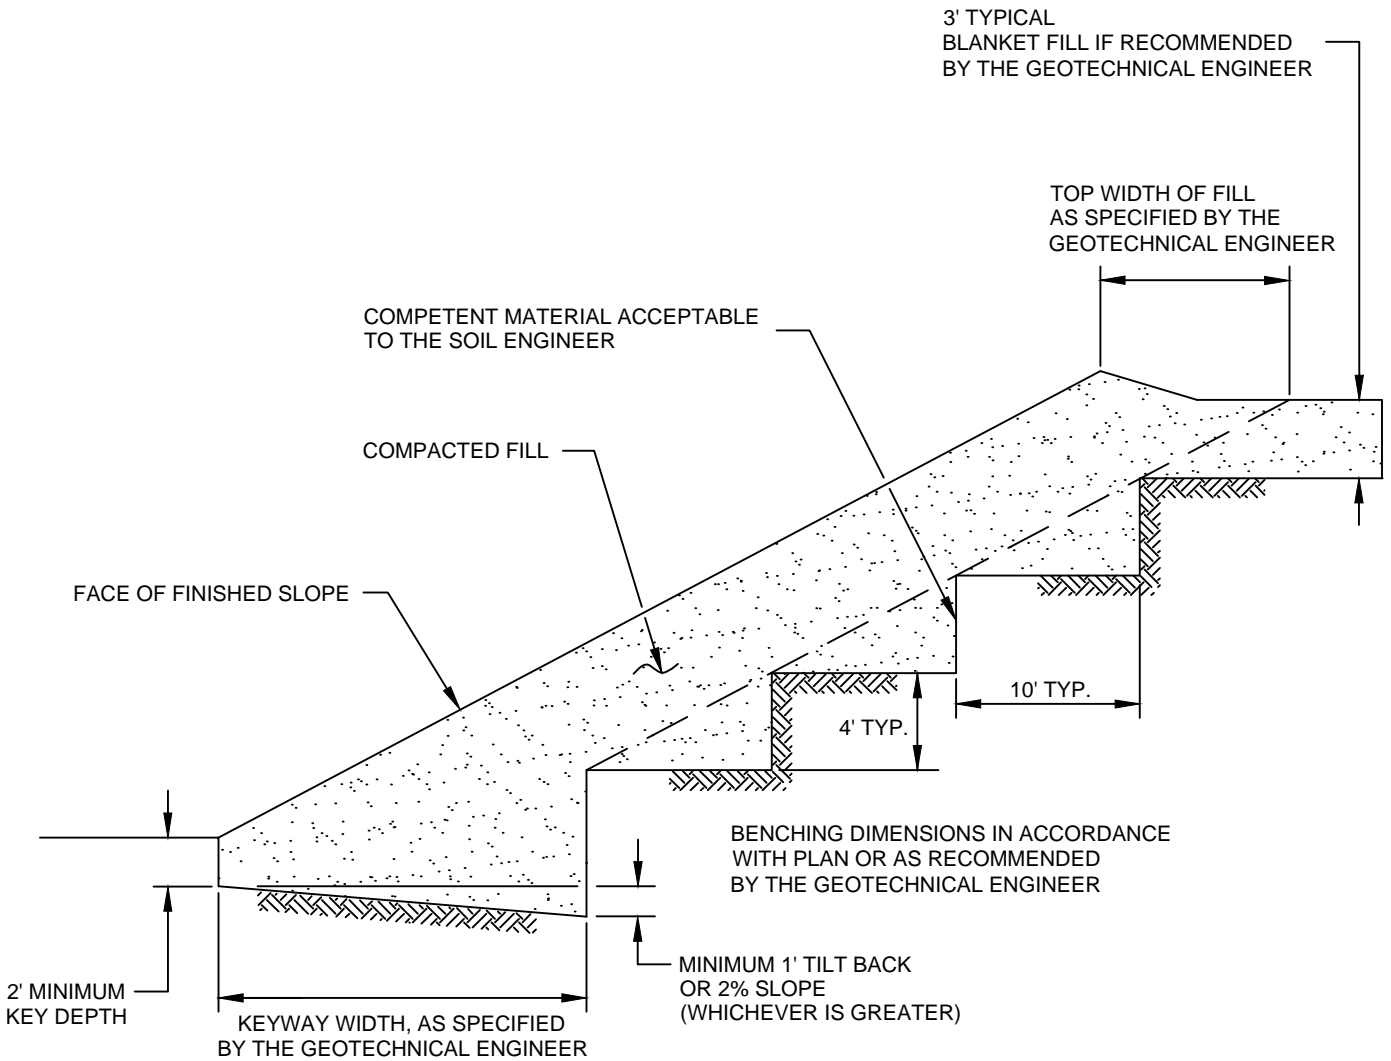 3' TYPICAL
BLANKET FILL IF RECOMMENDED
BY THE GEOTECHNICAL ENGINEER
TOP WIDTH OF FILL
AS SPECIFIED BY THE
GEOTECHNICAL ENGINEER
COMPETENT MATERIAL ACCEPTABLE
TO THE SOIL ENGINEER
COMPACTED FILL
FACE OF FINISHED SLOPE
10' TYP.
4' TYP.
BENCHING DIMENSIONS IN ACCORDANCE
WITH PLAN OR AS RECOMMENDED
BY THE GEOTECHNICAL ENGINEER
MINIMUM 1' TILT BACK
OR 2% SLOPE
(WHICHEVER IS GREATER)
2' MINIMUM
KEY DEPTH
KEYWAY WIDTH, AS SPECIFIED
BY THE GEOTECHNICAL ENGINEER